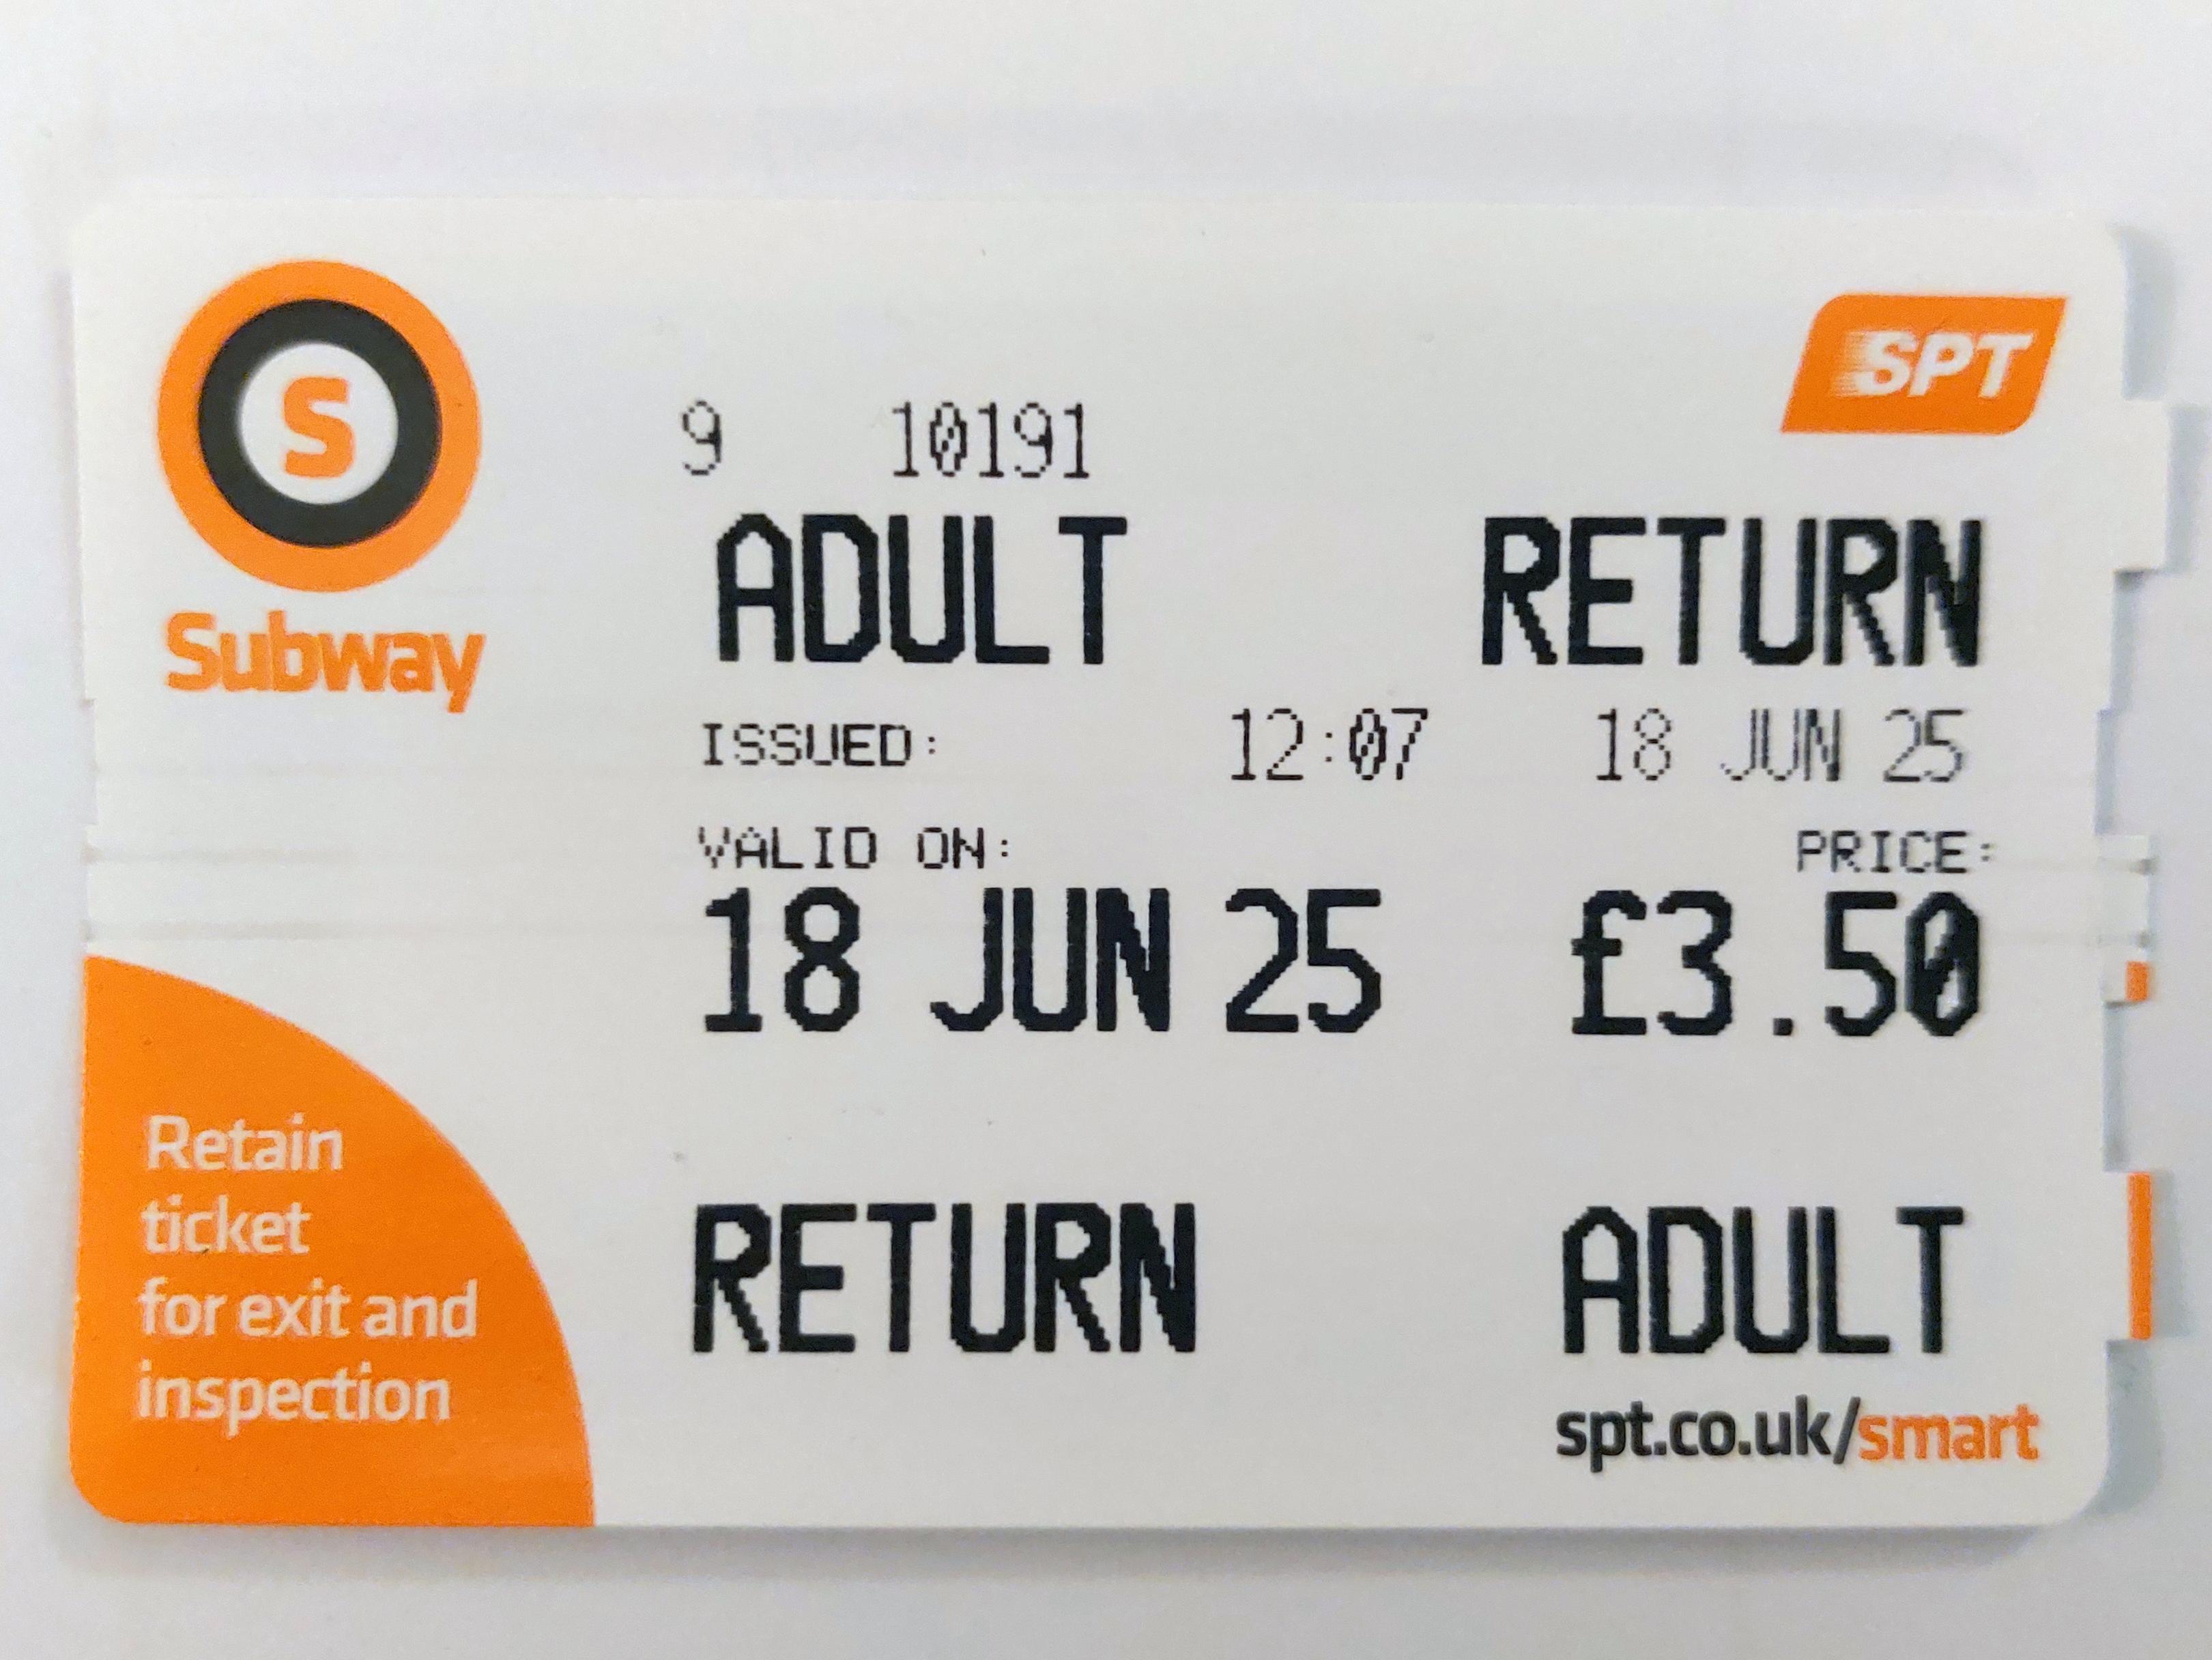 S
Subway
SPT
9 10191
ADULT RETURN
ISSUED: 12:07 18 JUN 25
VALID ON: PRICE:
18 JUN 25 £3.50
Retain
ticket
for exit and
inspection
RETURN ADULT
spt.co.uk/smart